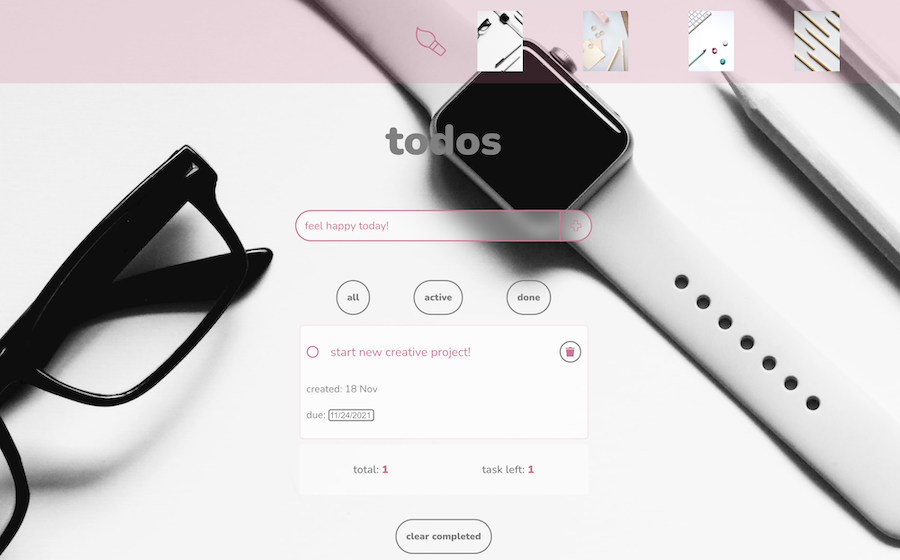 todos
feel happy today!
all
active
done
start new creative project!
created: 18 Nov
due: 11/24/2021
total: 1
task left: 1
clear completed